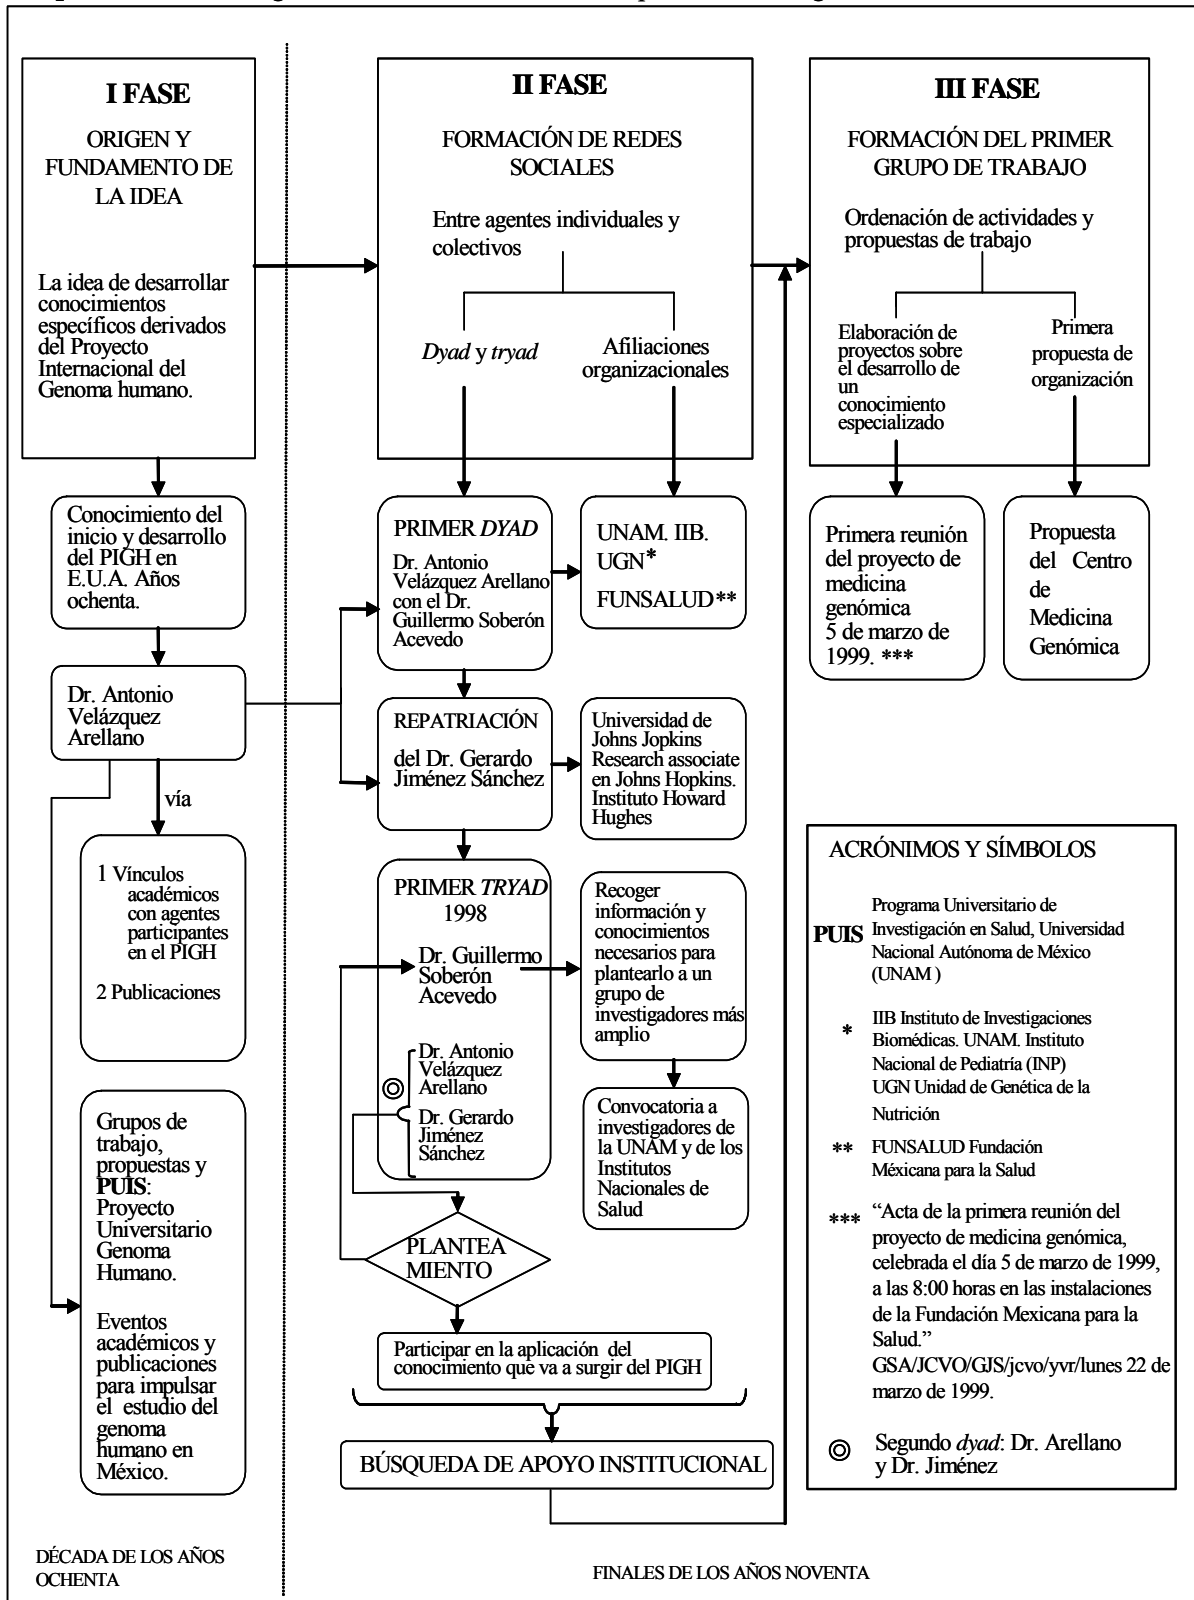 I FASE
ORIGEN Y
FUNDAMENTO DE
LA IDEA
La idea de desarrollar
conocimientos
específicos derivados
del Proyecto
Internacional del
Genoma humano.
Conocimiento del
inicio y desarrollo
del PIGH en
E.U.A. Años
ochenta.
Dr. Antonio
Velázquez
Arellano
vía
1 Vínculos
académicos
con agentes
participantes
en el PIGH
2 Publicaciones
Grupos de
trabajo,
propuestas y
PUIS:
Proyecto
Universitario
Genoma
Humano.
Eventos
académicos y
publicaciones
para impulsar
el estudio del
genoma
humano en
México.
DÉCADA DE LOS AÑOS
OCHENTA
II FASE
FORMACIÓN DE REDES
SOCIALES
Entre agentes individuales y
colectivos
Dyad y tryad
Afiliaciones
organizacionales
PRIMER DYAD
Dr. Antonio
Velázquez Arellano
con el Dr.
Guillermo Soberón
Acevedo
UNAM. IIB.
UGN*
FUNSALUD**
REPATRIACIÓN
del Dr. Gerardo
Jiménez Sánchez
Universidad de
Johns Jopkins
Research associate
en Johns Hopkins.
Instituto Howard
Hughes
PRIMER TRYAD
1998
Dr. Guillermo
Soberón
Acevedo
Dr. Antonio
Velázquez
Arellano
Dr. Gerardo
Jiménez
Sánchez
Recoger
información y
conocimientos
necesarios para
plantearlo a un
grupo de
investigadores más
amplio
Convocatoria a
investigadores de
la UNAM y de los
Institutos
Nacionales de
Salud
PLANTEA
MIENTO
Participar en la aplicación del
conocimiento que va a surgir del PIGH
BÚSQUEDA DE APOYO INSTITUCIONAL
FINALES DE LOS AÑOS NOVENTA
III FASE
FORMACIÓN DEL PRIMER
GRUPO DE TRABAJO
Ordenación de actividades y
propuestas de trabajo
Elaboración de
proyectos sobre
el desarrollo de
un
conocimiento
especializado
Primera
propuesta de
organización
Primera reunión
del proyecto de
medicina
genómica
5 de marzo de
1999. ***
Propuesta
del Centro
de
Medicina
Genómica
ACRÓNIMOS Y SÍMBOLOS
PUIS Programa Universitario de
Investigación en Salud, Universidad
Nacional Autónoma de México
(UNAM )
* IIB Instituto de Investigaciones
Biomédicas. UNAM. Instituto
Nacional de Pediatría (INP)
UGN Unidad de Genética de la
Nutrición
** FUNSALUD Fundación
Méxicana para la Salud
*** “Acta de la primera reunión del
proyecto de medicina genómica,
celebrada el día 5 de marzo de 1999,
a las 8:00 horas en las instalaciones
de la Fundación Mexicana para la
Salud.”
GSA/JCVO/GJS/jcvo/yvr/lunes 22 de
marzo de 1999.
◎ Segundo dyad: Dr. Arellano
y Dr. Jiménez